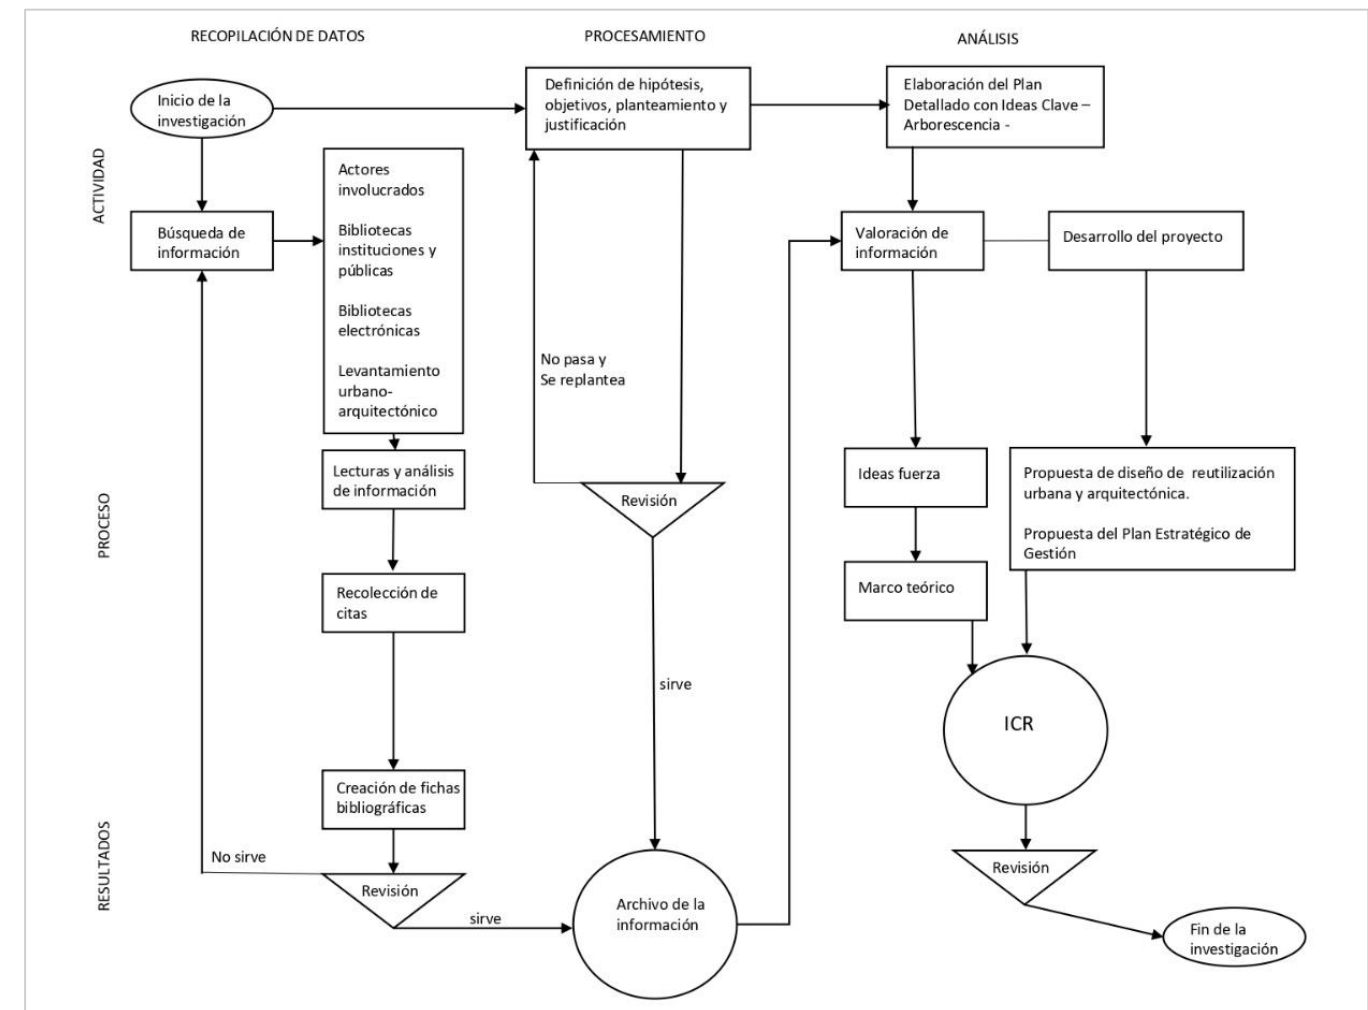 RECOPILACIÓN DE DATOS
PROCESAMIENTO
ANÁLISIS
ACTIVIDAD
PROCESO
RESULTADOS
Inicio de la
investigación
Búsqueda de
información
Actores
involucrados
Bibliotecas
instituciones y
públicas
Bibliotecas
electrónicas
Levantamiento
urbano-
arquitectónico
Lecturas y análisis
de información
Recolección de
citas
Creación de fichas
bibliográficas
No sirve
Revisión
sirve
Definición de hipótesis,
objetivos, planteamiento y
justificación
No pasa y
Se replantea
Revisión
sirve
Archivo de la
información
Elaboración del Plan
Detallado con Ideas Clave –
Arborescencia -
Valoración de
información
Desarrollo del proyecto
Ideas fuerza
Marco teórico
Propuesta de diseño de reutilización
urbana y arquitectónica.
Propuesta del Plan Estratégico de
Gestión
ICR
Revisión
Fin de la
investigación